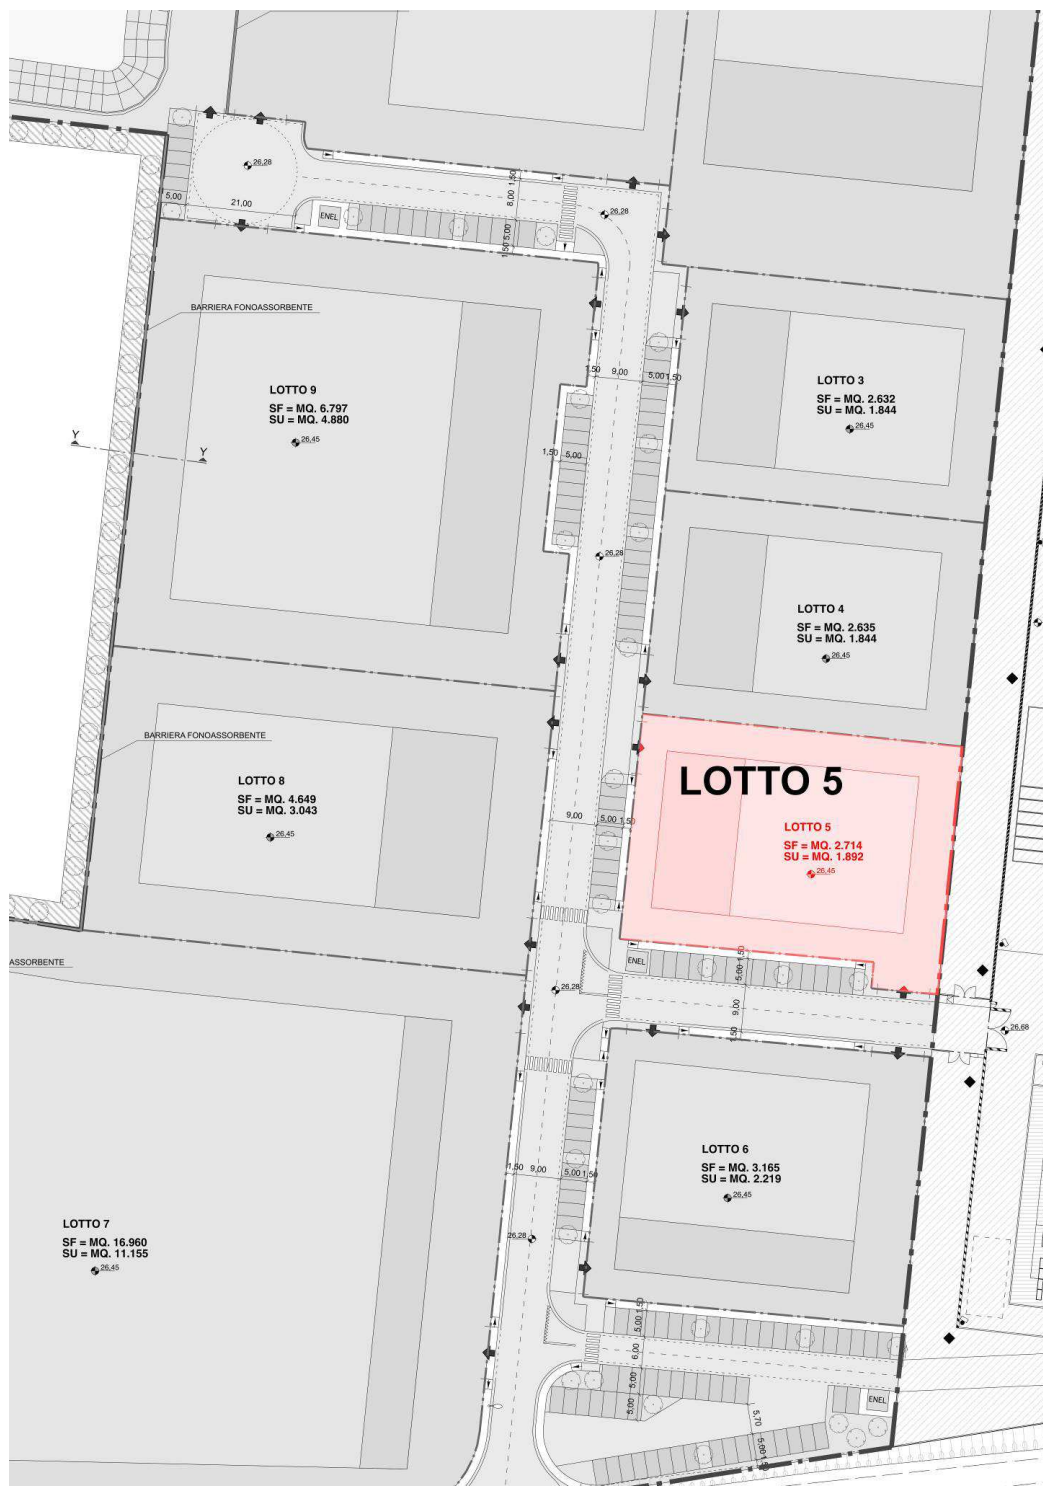 26,28
5,00
21,00
ENEL
8,00 1,50
26,28
1,50 5,00
BARRIERA FONOASSORBENTE
LOTTO 9
SF = MQ. 6.797
SU = MQ. 4.880
26,45
Y
Y
1,50 9,00 5,00 1,50
1,50 5,00
LOTTO 3
SF = MQ. 2.632
SU = MQ. 1.844
26,45
26,28
LOTTO 4
SF = MQ. 2.635
SU = MQ. 1.844
26,45
BARRIERA FONOASSORBENTE
LOTTO 8
SF = MQ. 4.649
SU = MQ. 3.043
26,45
9,00 5,00 1,50
LOTTO 5
LOTTO 5
SF = MQ. 2.714
SU = MQ. 1.892
26,45
ASSORBENTE
ENEL
5,00 1,50
26,28
9,00
1,50
26,68
LOTTO 6
SF = MQ. 3.165
SU = MQ. 2.219
26,45
1,50 9,00 5,00 1,50
LOTTO 7
SF = MQ. 16.960
SU = MQ. 11.155
26,45
26,28
5,00 1,50
6,00
5,00
5,00
ENEL
5,70
5,00 1,50